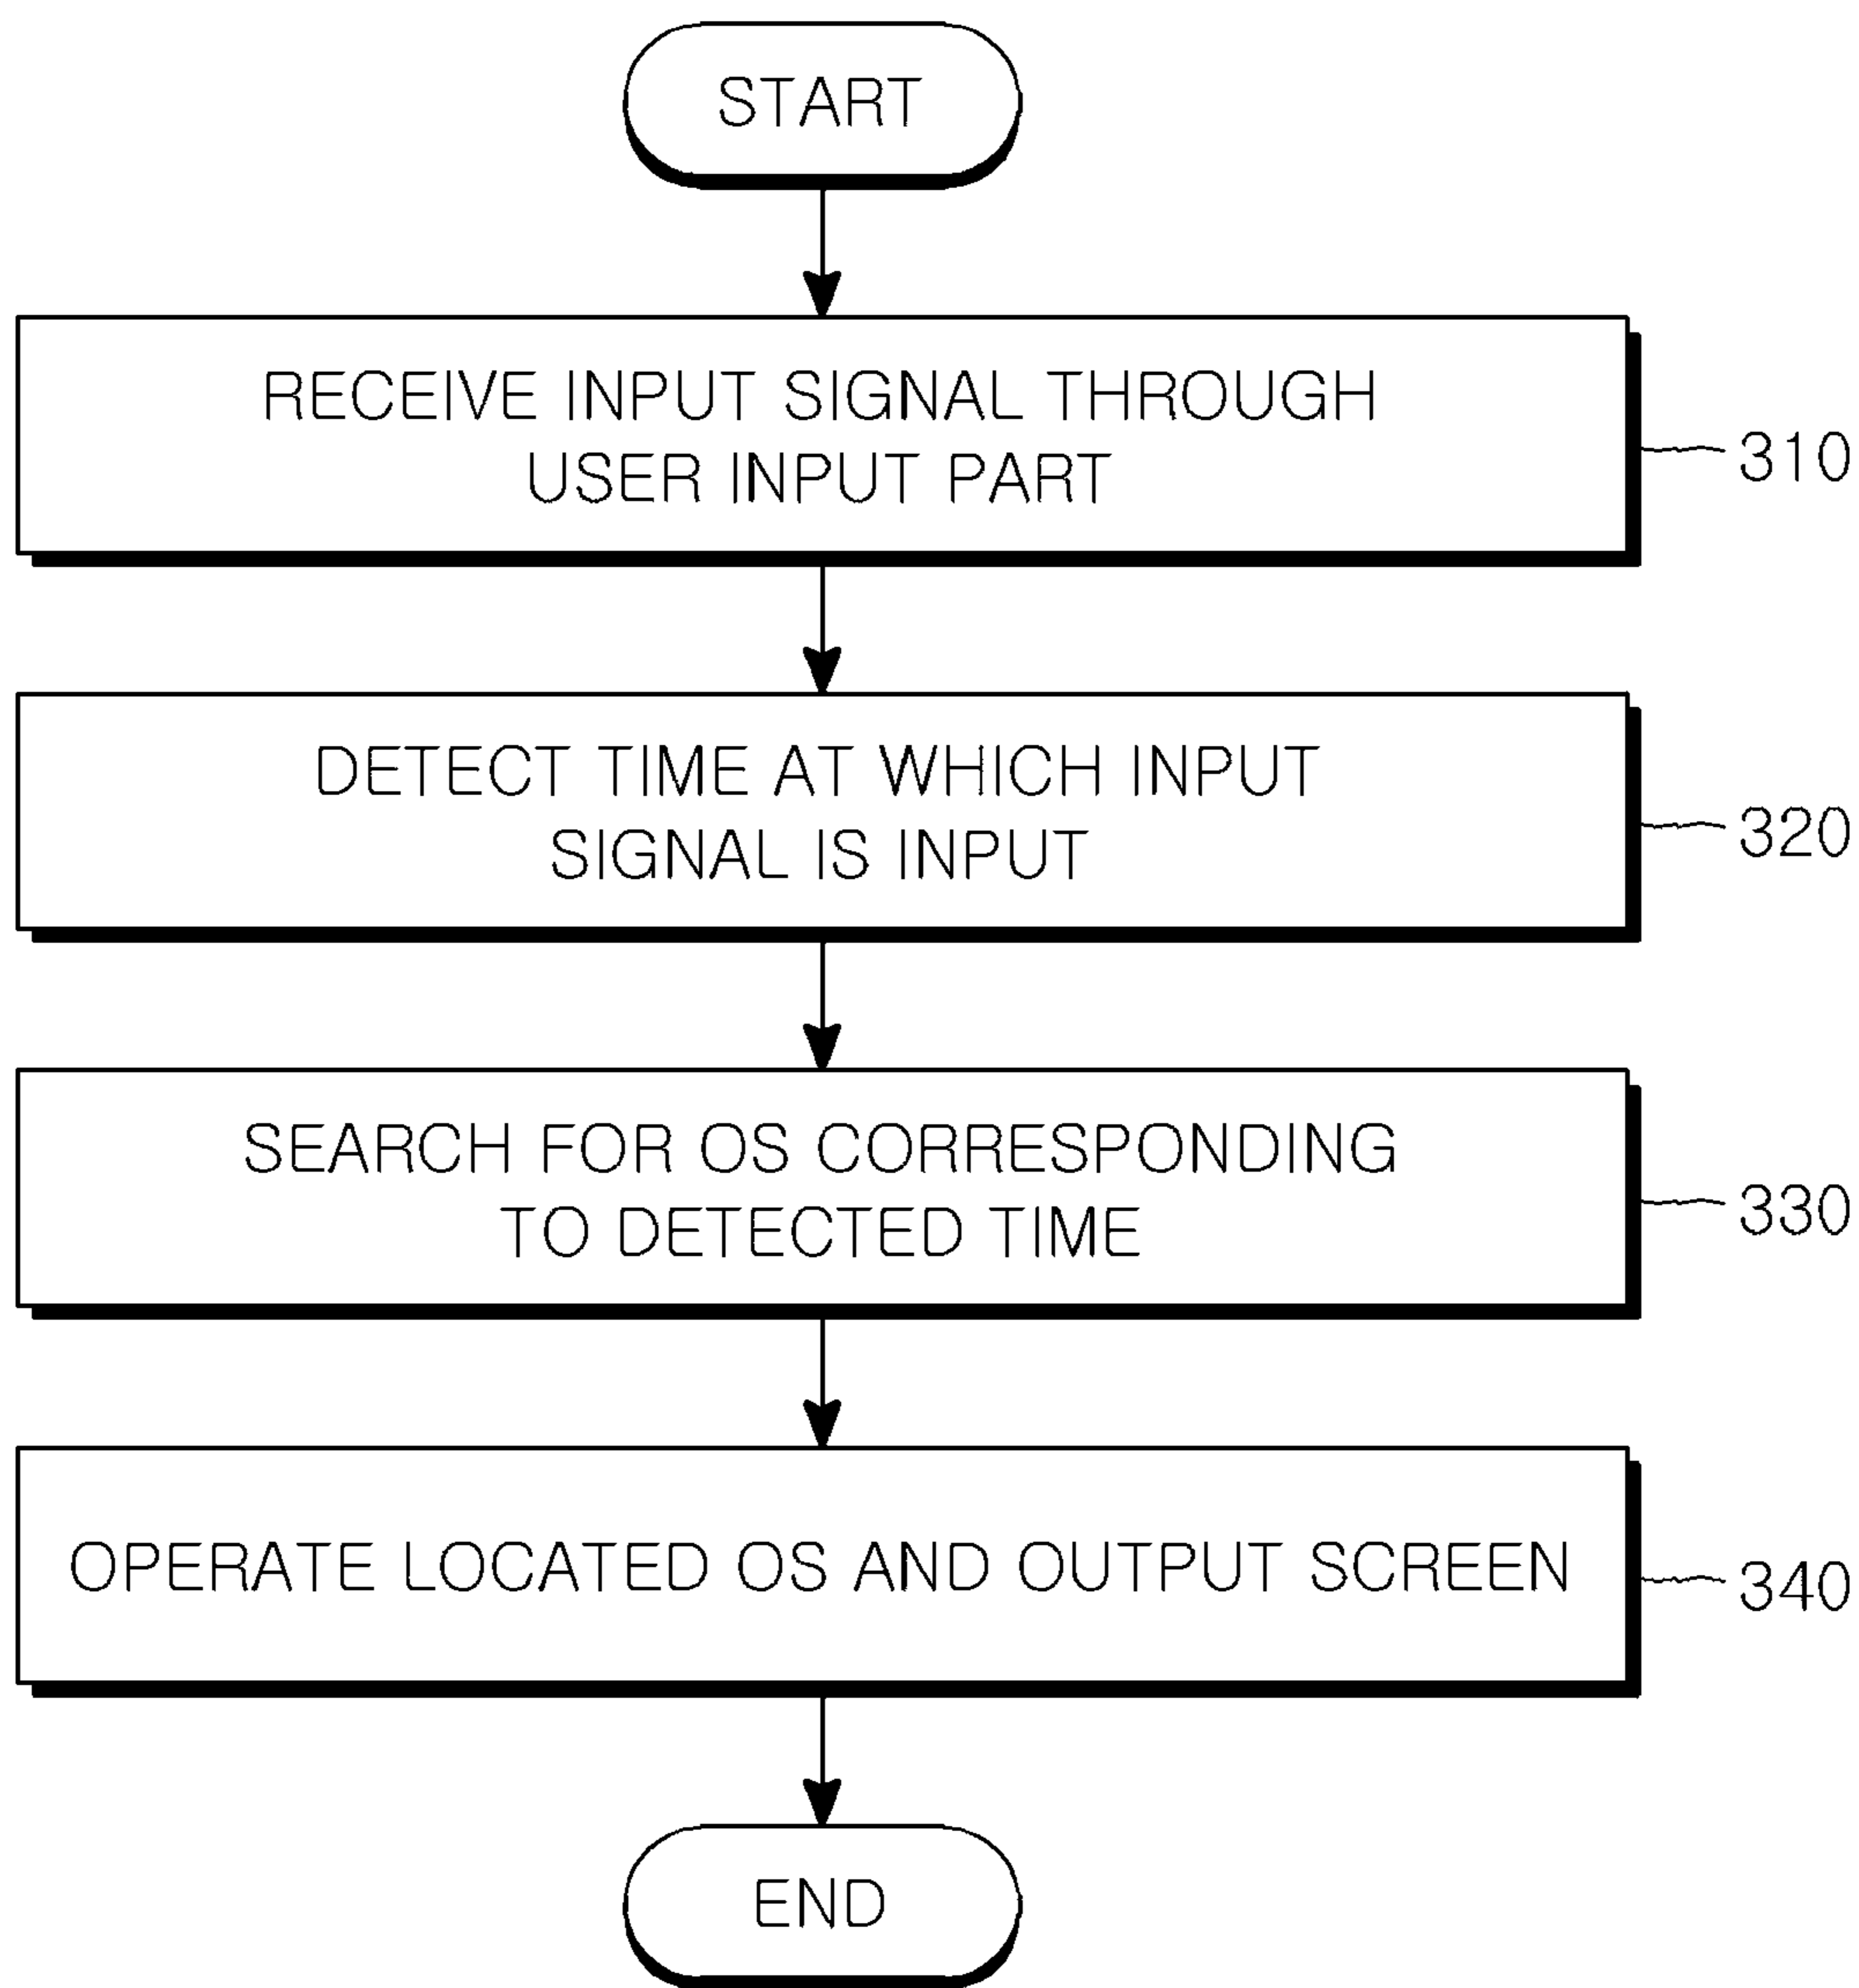 START
RECEIVE INPUT SIGNAL THROUGH
USER INPUT PART
310
DETECT TIME AT WHICH INPUT
SIGNAL IS INPUT
320
SEARCH FOR OS CORRESPONDING
TO DETECTED TIME
330
OPERATE LOCATED OS AND OUTPUT SCREEN
340
END